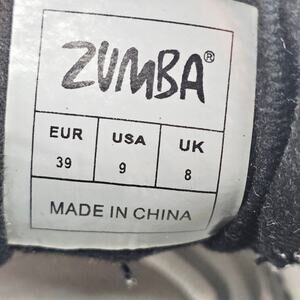 ZUMBA®
EUR USA UK
39 9 8
MADE IN CHINA